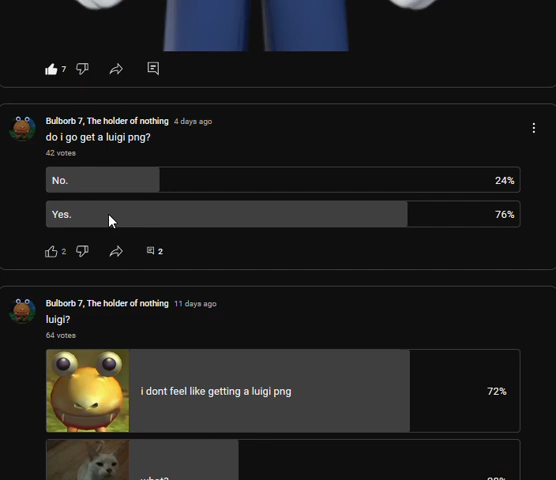 7
Bulborb 7, The holder of nothing 4 days ago
do i go get a luigi png?
42 votes
No. 24%
Yes. 76%
2 2
Bulborb 7, The holder of nothing 11 days ago
luigi?
64 votes
i dont feel like getting a luigi png 72%